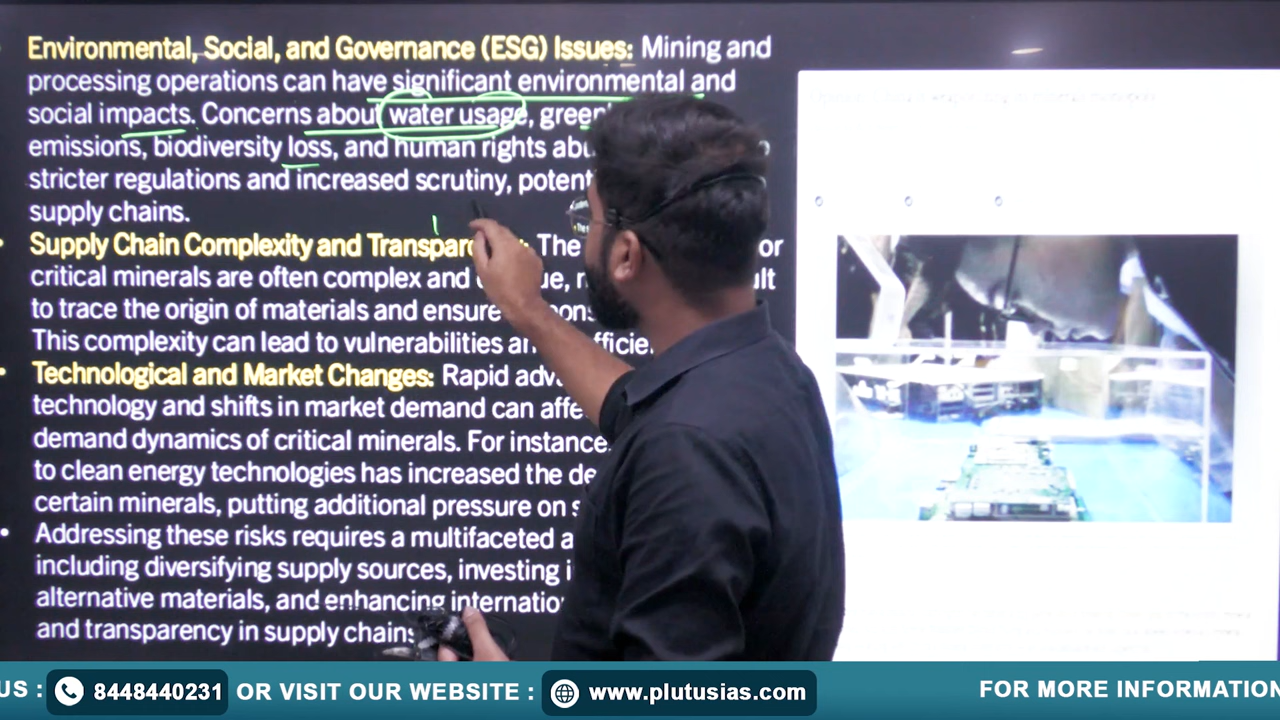 Environmental, Social, and Governance (ESG) Issues: Mining and
processing operations can have significant environmental and
social impacts. Concerns about water usage, green
emissions, biodiversity loss, and human rights abu
stricter regulations and increased scrutiny, potent
supply chains.
Supply Chain Complexity and Transpar The or
critical minerals are often complex and ue,
to trace the origin of materials and ensure
This complexity can lead to vulnerabilities
Technological and Market Changes: Rapid adv
technology and shifts in market demand can affe
demand dynamics of critical minerals. For instance
to clean energy technologies has increased the de
certain minerals, putting additional pressure on s
Addressing these risks requires a multifaceted a
including diversifying supply sources, investing i
alternative materials, and enhancing internatio
and transparency in supply chains
US : 8448440231 OR VISIT OUR WEBSITE : www.plutusias.com FOR MORE INFORMATION